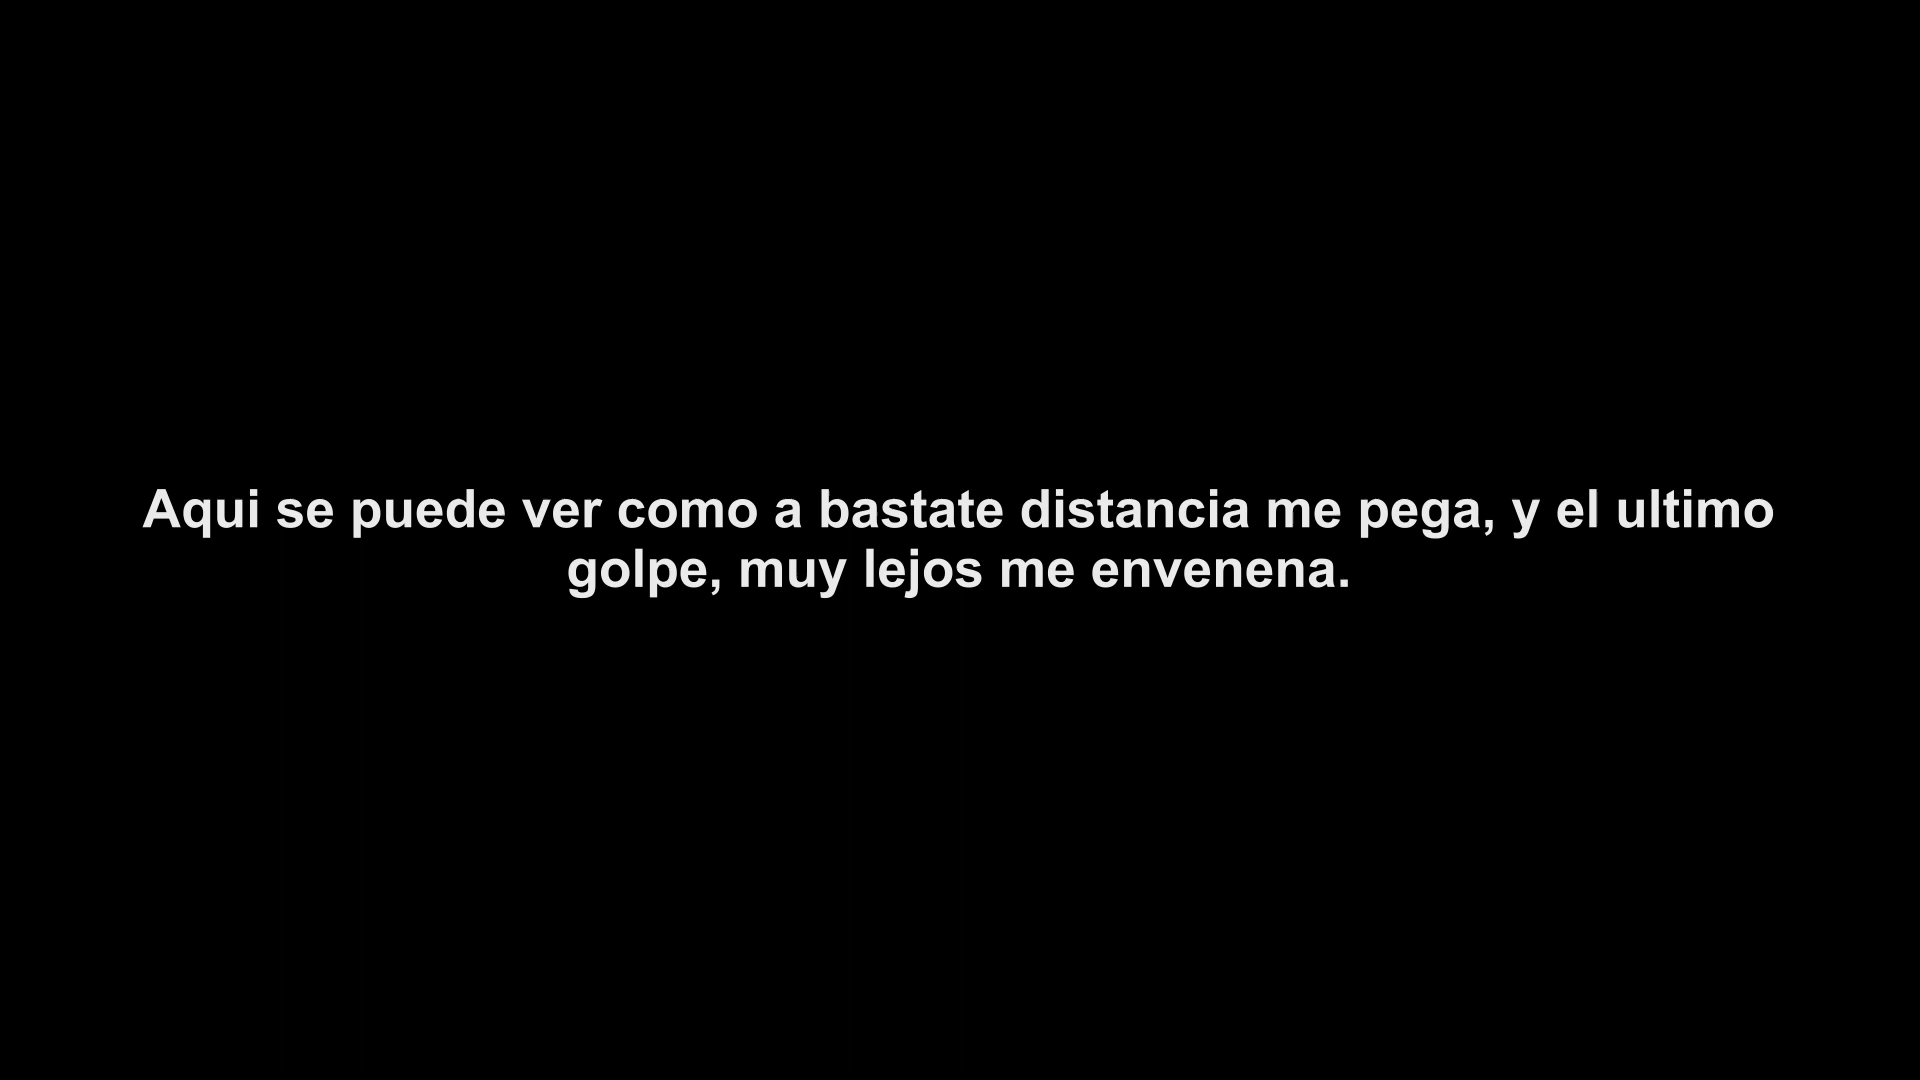 Aqui se puede ver como a bastate distancia me pega, y el ultimo
golpe, muy lejos me envenena.